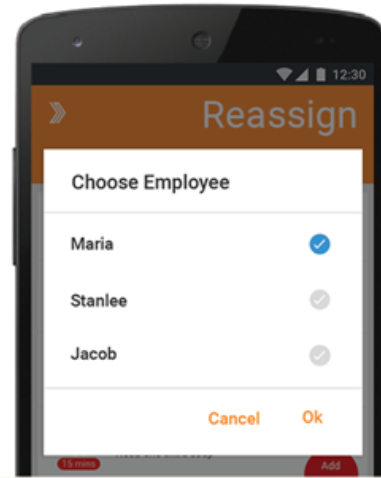 12:30
Reassign
Choose Employee
Maria
Stanlee
Jacob
Cancel Ok
15 mins Add